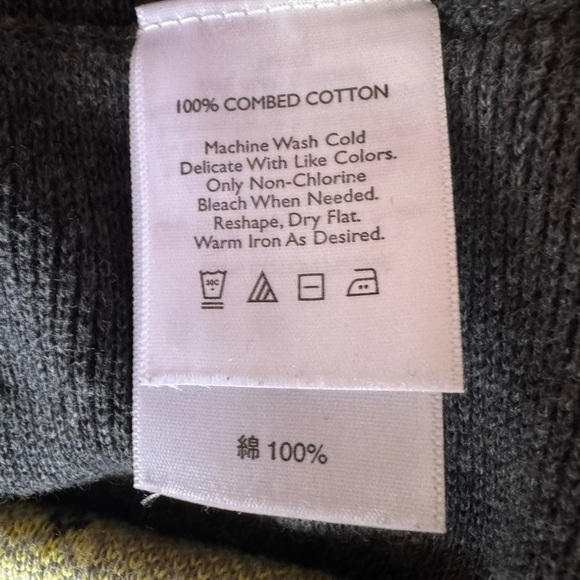 100% COMBED COTTON
Machine Wash Cold
Delicate With Like Colors.
Only Non-Chlorine
Bleach When Needed.
Reshape, Dry Flat.
Warm Iron As Desired.
30C
綿 100%